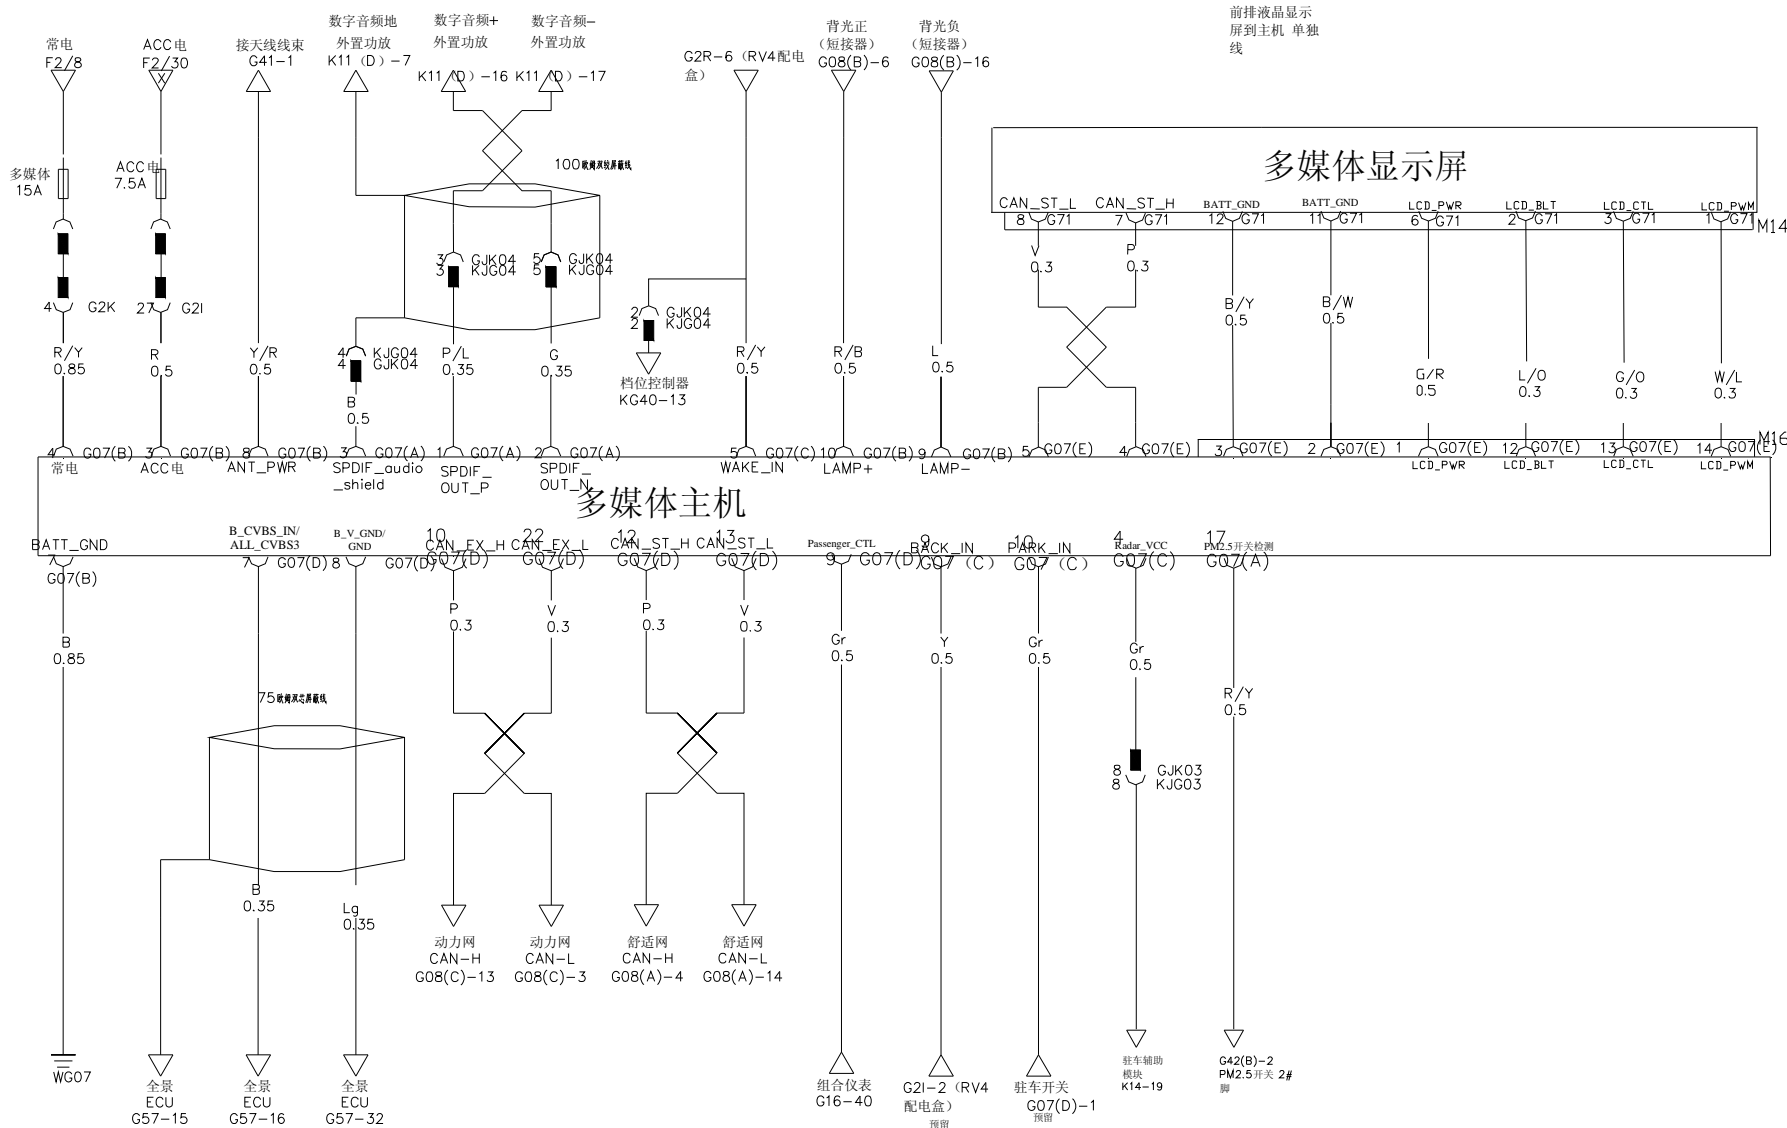 常电
F2/8
ACC电
F2/30
X
接天线线束
G41-1
数字音频地
外置功放
K11（D）-7
数字音频+
外置功放
K11（D）-16
数字音频-
外置功放
K11（D）-17
G2R-6（RV4配电
盒）
背光正
（短接器）
G08(B)-6
背光负
（短接器）
G08(B)-16
前排液晶显示
屏到主机 单独
线
多媒体
15A
ACC电
7.5A
100欧姆双绞屏蔽线
多媒体显示屏
CAN_ST_L
CAN_ST_H
BATT_GND
BATT_GND
LCD_PWR
LCD_BLT
LCD_CTL
LCD_PWM
8 G71
7 G71
12 G71
11 G71
6 G71
2 G71
3 G71
1 G71
M14
4 G2K
27 G2I
3 GJK04
3 KJG04
5 GJK04
5 KJG04
2 GJK04
2 KJG04
4 KJG04
4 GJK04
档位控制器
KG40-13
V
0.3
P
0.3
B/Y
0.5
B/W
0.5
R/Y
0.85
R
0.5
Y/R
0.5
B
0.5
P/L
0.35
G
0.35
R/Y
0.5
R/B
0.5
L
0.5
G/R
0.5
L/O
0.3
G/O
0.3
W/L
0.3
M16
4 G07(B)
3 G07(B)
8 G07(B)
3 G07(A)
1 G07(A)
2 G07(A)
5 G07(C)
10 G07(B)
9 G07(B)
5 G07(E)
4 G07(E)
3 G07(E)
2 G07(E)
1 G07(E)
12 G07(E)
13 G07(E)
14 G07(E)
常电
ACC电
ANT_PWR
SPDIF_audio
_shield
SPDIF_
OUT_P
SPDIF_
OUT_N
WAKE_IN
LAMP+
LAMP-
LCD_PWR
LCD_BLT
LCD_CTL
LCD_PWM
多媒体主机
BATT_GND
B_CVBS_IN/
ALL_CVBS3
B_V_GND/
GND
CAN_EX_H
CAN_EX_L
CAN_ST_H
CAN_ST_L
Passenger_CTL
BACK_IN
PARK_IN
Radar_VCC
PM2.5开关检测
7
G07(B)
7 G07(D)
8 G07(D)
10
G07(D)
22
G07(D)
12
G07(D)
13
G07(D)
9 G07(D)
9
G07（C）
10
G07（C）
4
G07(C)
17
G07(A)
B
0.85
P
0.3
V
0.3
P
0.3
V
0.3
Gr
0.5
Y
0.5
Gr
0.5
Gr
0.5
R/Y
0.5
75欧姆双芯屏蔽线
8 GJK03
8 KJG03
B
0.35
Lg
0.35
动力网
CAN-H
G08(C)-13
动力网
CAN-L
G08(C)-3
舒适网
CAN-H
G08(A)-4
舒适网
CAN-L
G08(A)-14
WG07
全景
ECU
G57-15
全景
ECU
G57-16
全景
ECU
G57-32
组合仪表
G16-40
G2I-2（RV4
配电盒）
预留
驻车开关
G07(D)-1
预留
驻车辅助
模块
K14-19
G42(B)-2
PM2.5开关 2#
脚